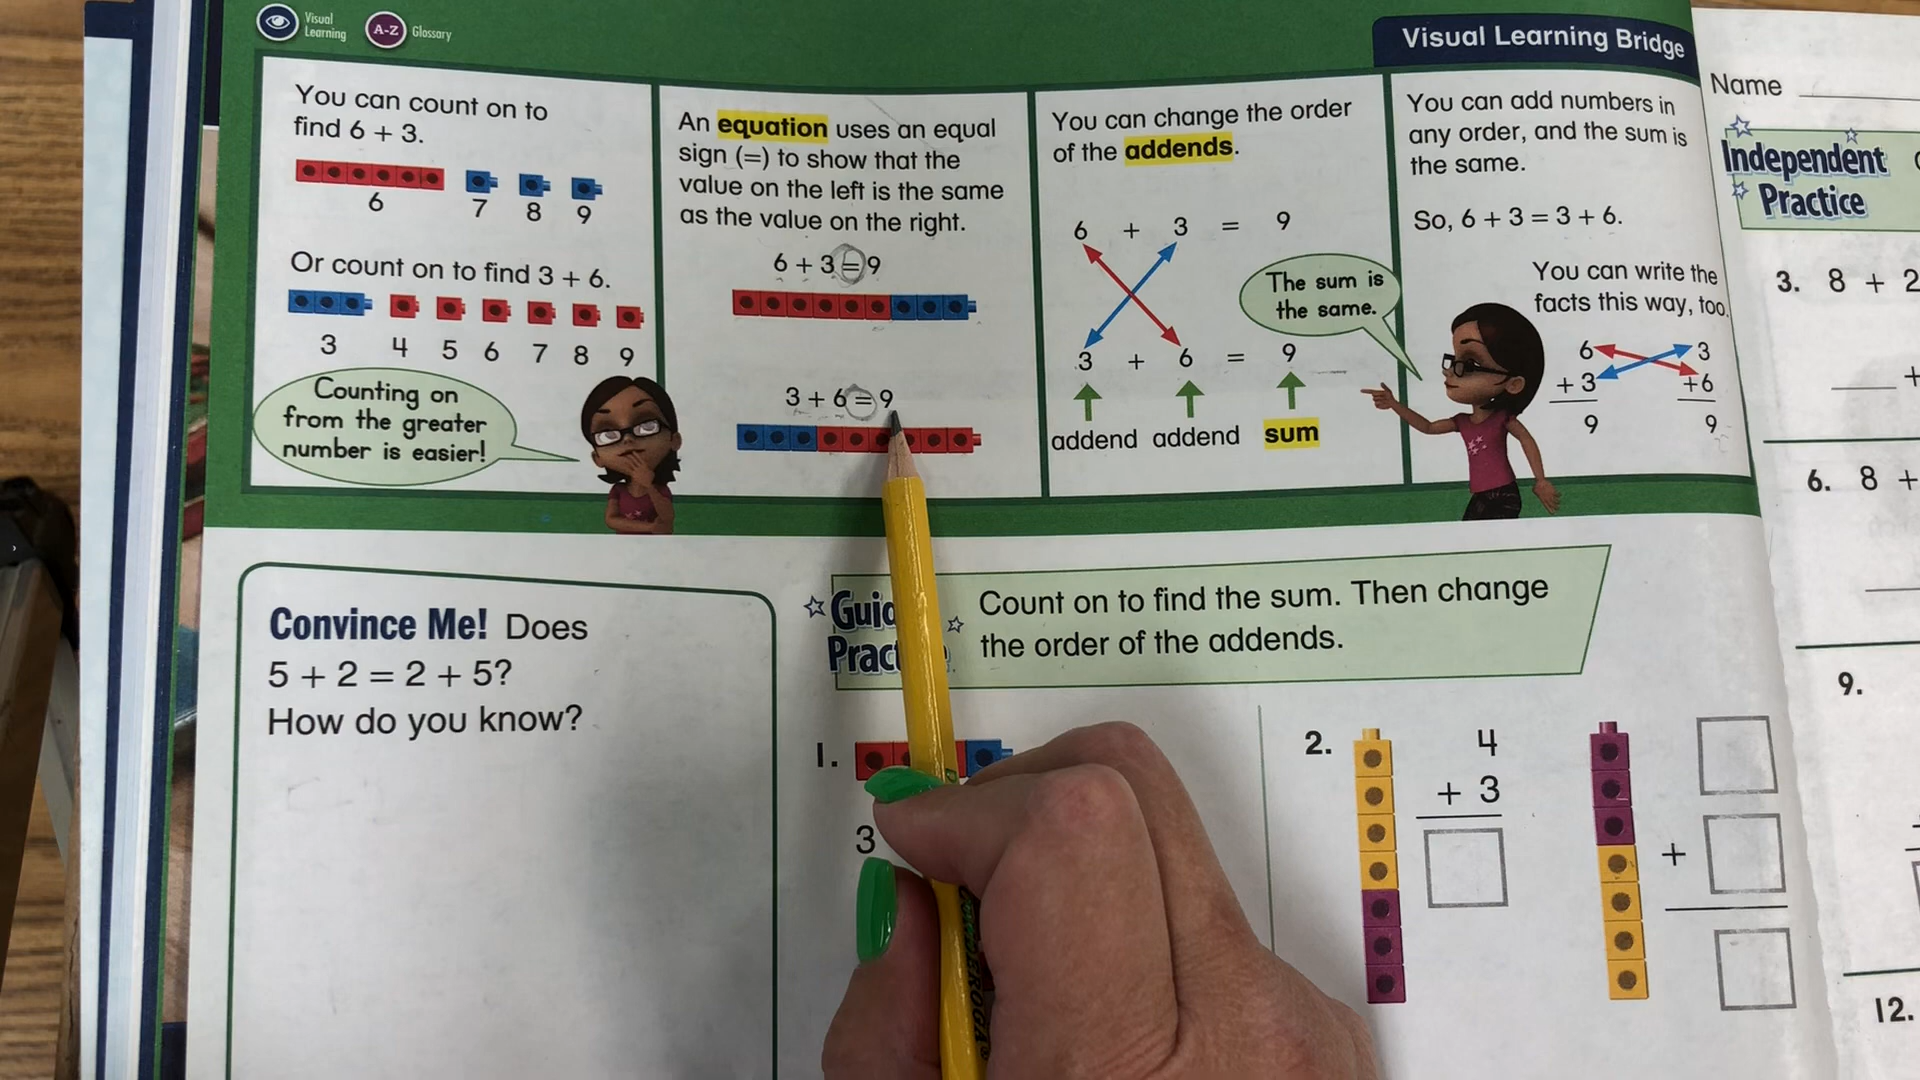 Visual
Learning
A-Z
Glossary
Visual Learning Bridge
You can count on to
find 6 + 3.
6
7 8 9
Or count on to find 3 + 6.
3 4 5 6 7 8 9
Counting on
from the greater
number is easier!
An equation uses an equal
sign (=) to show that the
value on the left is the same
as the value on the right.
6 + 3 = 9
3 + 6 = 9
You can change the order
of the addends.
6 + 3 = 9
3 + 6 = 9
addend addend sum
The sum is
the same.
You can add numbers in
any order, and the sum is
the same.
So, 6 + 3 = 3 + 6.
You can write the
facts this way, too.
6 3
+ 3 +6
9 9
Convince Me! Does
5 + 2 = 2 + 5?
How do you know?
Count on to find the sum. Then change
the order of the addends.
1.
3
2.
4
+ 3
+
Name
Independent
Practice
3. 8 + 2
+
6. 8 +
9.
12.